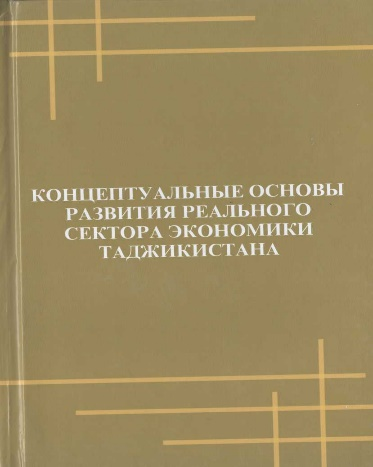 КОНЦЕПТУАЛЬНЫЕ ОСНОВЫ
РАЗВИТИЯ РЕАЛЬНОГО
СЕКТОРА ЭКОНОМИКИ
ТАДЖИКИСТАНА